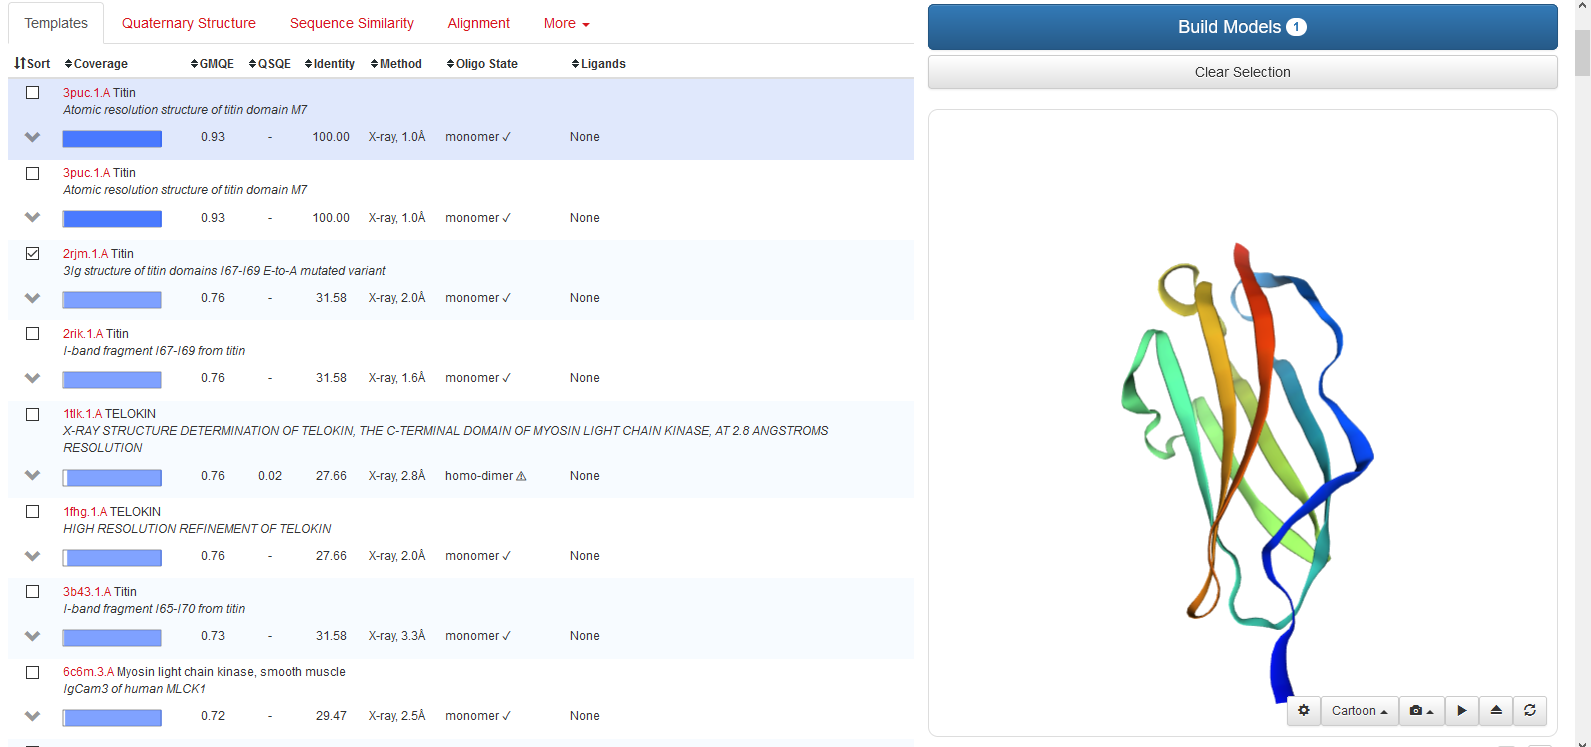 Templates Quaternary Structure Sequence Similarity Alignment More
Sort Coverage GMQE QSQE Identity Method Oligo State Ligands
3puc.1.A Titin
Atomic resolution structure of titin domain M7
0.93 - 100.00 X-ray, 1.0Å monomer ✓ None
3puc.1.A Titin
Atomic resolution structure of titin domain M7
0.93 - 100.00 X-ray, 1.0Å monomer ✓ None
2rjm.1.A Titin
3Ig structure of titin domains I67-I69 E-to-A mutated variant
0.76 - 31.58 X-ray, 2.0Å monomer ✓ None
2rik.1.A Titin
I-band fragment I67-I69 from titin
0.76 - 31.58 X-ray, 1.6Å monomer ✓ None
1tlk.1.A TELOKIN
X-RAY STRUCTURE DETERMINATION OF TELOKIN, THE C-TERMINAL DOMAIN OF MYOSIN LIGHT CHAIN KINASE, AT 2.8 ANGSTROMS
RESOLUTION
0.76 0.02 27.66 X-ray, 2.8Å homo-dimer ⚠ None
1fhg.1.A TELOKIN
HIGH RESOLUTION REFINEMENT OF TELOKIN
0.76 - 27.66 X-ray, 2.0Å monomer ✓ None
3b43.1.A Titin
I-band fragment I65-I70 from titin
0.73 - 31.58 X-ray, 3.3Å monomer ✓ None
6c6m.3.A Myosin light chain kinase, smooth muscle
IgCam3 of human MLCK1
0.72 - 29.47 X-ray, 2.5Å monomer ✓ None
Build Models 1
Clear Selection
Cartoon